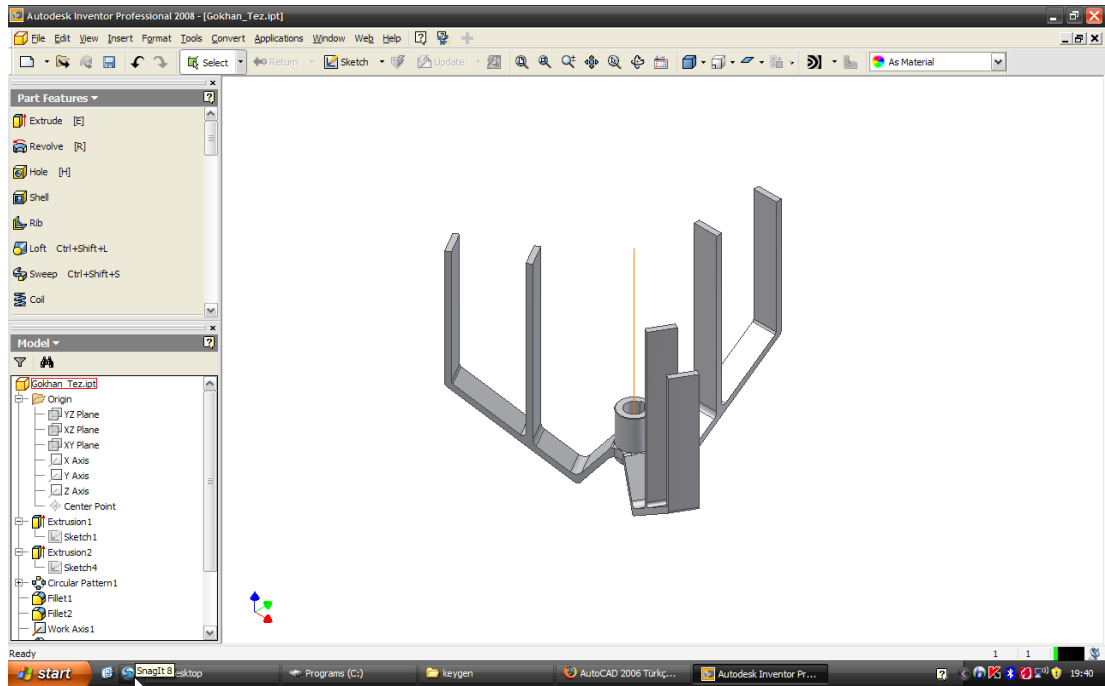 Autodesk Inventor Professional 2008 - [Gokhan_Tez.ipt]
File Edit View Insert Format Tools Convert Applications Window Web Help
Select Return Sketch Update As Material
Part Features
Extrude [E]
Revolve [R]
Hole [H]
Shell
Rib
Loft Ctrl+Shift+L
Sweep Ctrl+Shift+S
Coil
Model
Gokhan_Tez.ipt
Origin
YZ Plane
XZ Plane
XY Plane
X Axis
Y Axis
Z Axis
Center Point
Extrusion1
Sketch1
Extrusion2
Sketch4
Circular Pattern1
Fillet1
Fillet2
Work Axis1
Ready 1 1
start SnagIt 8 esktop Programs (C:) keygen AutoCAD 2006 Türkç... Autodesk Inventor Pr... 19:40